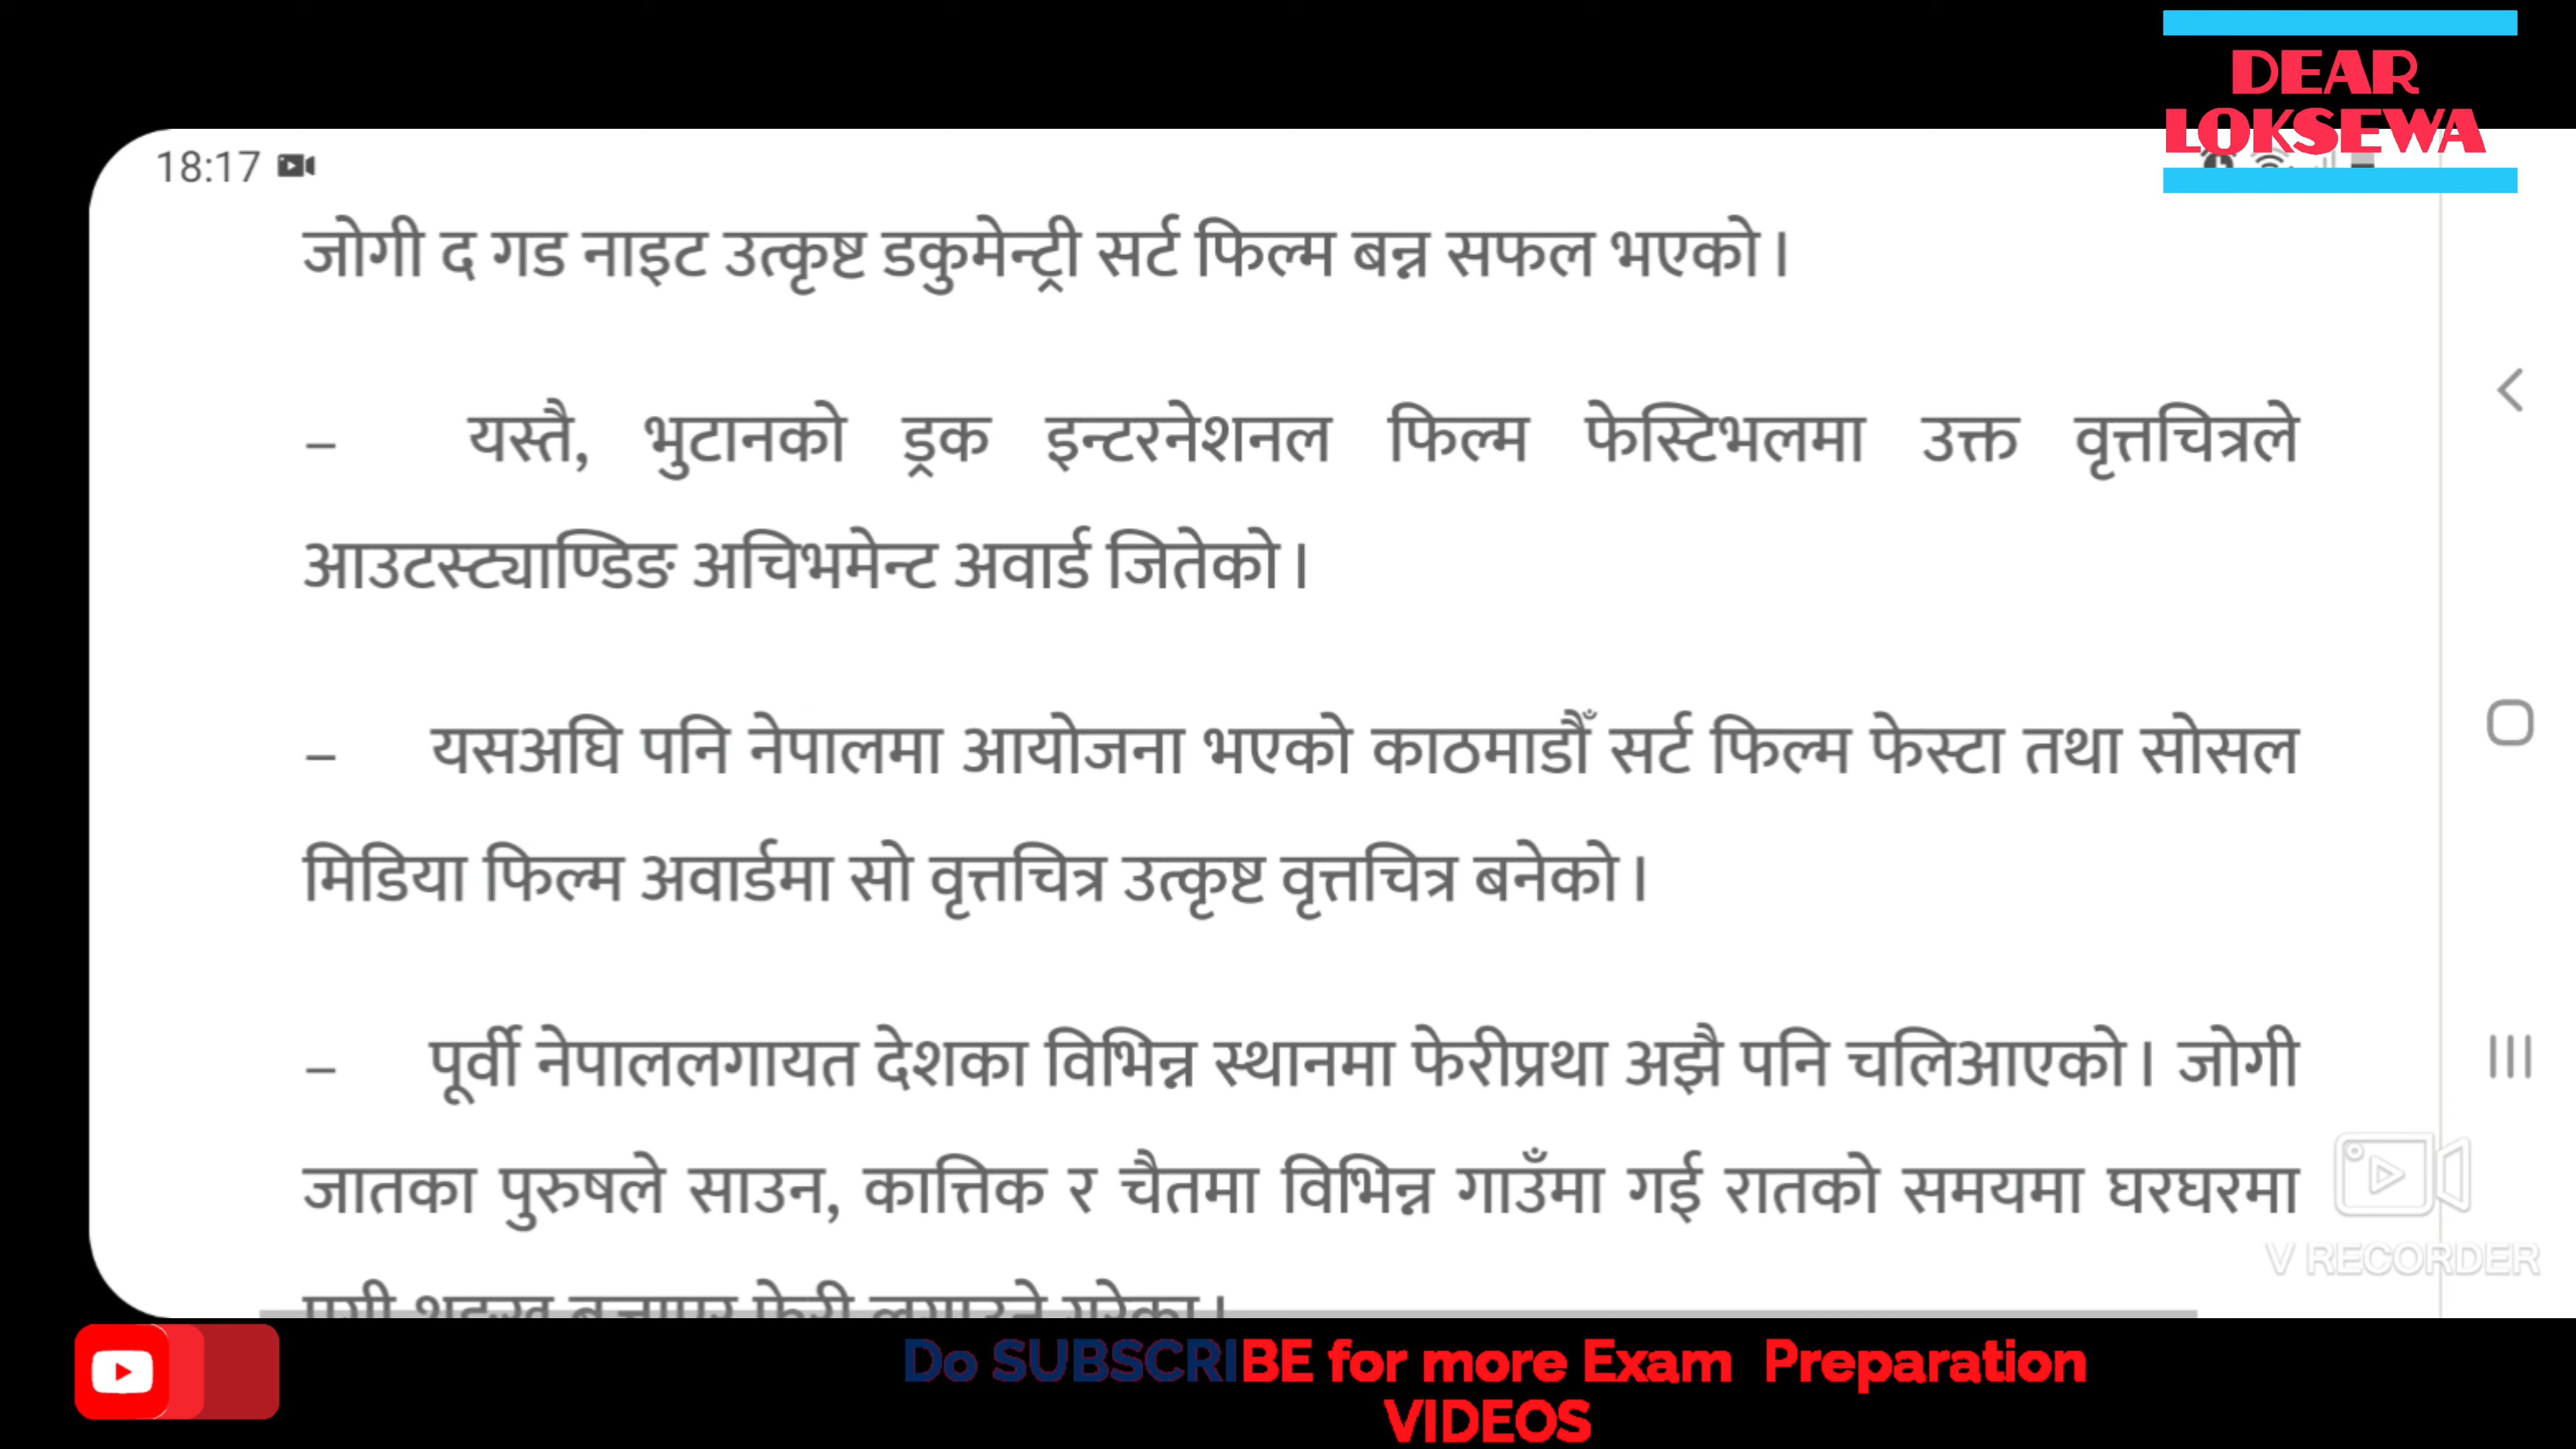 DEAR
LOKSEWA
18:17
जोगी द गड नाइट उत्कृष्ट डकुमेन्ट्री सर्ट फिल्म बन्न सफल भएको।
– यस्तै, भुटानको ड्रक इन्टरनेशनल फिल्म फेस्टिभलमा उक्त वृत्तचित्रले
आउटस्ट्याण्डिङ अचिभमेन्ट अवार्ड जितेको।
– यसअघि पनि नेपालमा आयोजना भएको काठमाडौँ सर्ट फिल्म फेस्टा तथा सोसल
मिडिया फिल्म अवार्डमा सो वृत्तचित्र उत्कृष्ट वृत्तचित्र बनेको।
– पूर्वी नेपाललगायत देशका विभिन्न स्थानमा फेरीप्रथा अझै पनि चलिआएको। जोगी
जातका पुरुषले साउन, कात्तिक र चैतमा विभिन्न गाउँमा गई रातको समयमा घरघरमा
V RECORDER
Do SUBSCRIBE for more Exam Preparation
VIDEOS